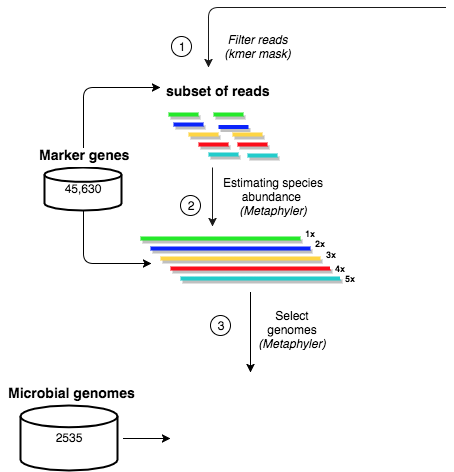 1
Filter reads
(kmer mask)
subset of reads
Marker genes
45,630
Estimating species
abundance
(Metaphyler)
2
1x
2x
3x
4x
5x
3
Select
genomes
(Metaphyler)
Microbial genomes
2535